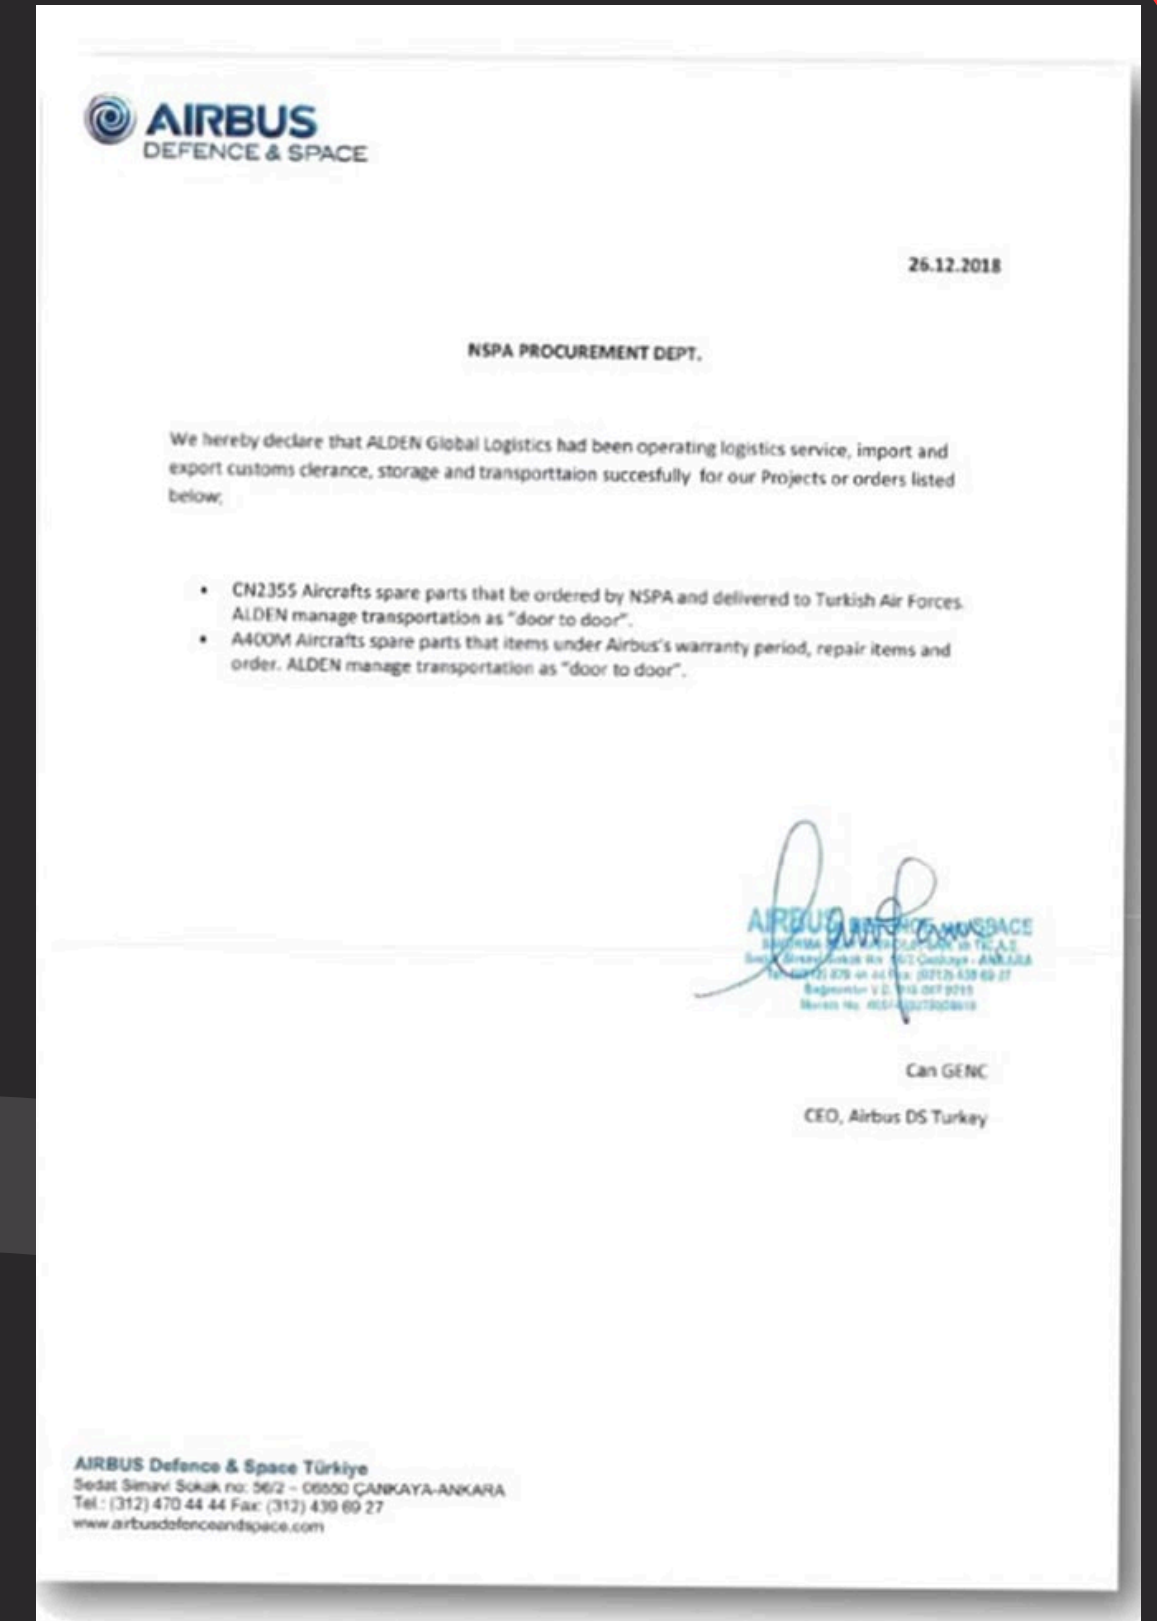 AIRBUS
DEFENCE & SPACE
26.12.2018
NSPA PROCUREMENT DEPT.
We hereby declare that ALDEN Global Logistics had been operating logistics service, import and
export customs clerance, storage and transporttaion succesfully for our Projects or orders listed
below;
• CN235S Aircrafts spare parts that be ordered by NSPA and delivered to Turkish Air Forces.
ALDEN manage transportation as "door to door".
• A400M Aircrafts spare parts that items under Airbus's warranty period, repair items and
order. ALDEN manage transportation as "door to door".
AIRBUS SPACE
Çankaya - ANKARA
Can GENC
CEO, Airbus DS Turkey
AIRBUS Defence & Space Türkiye
Sedat Simavi Sokak no: 56/2 – 06550 ÇANKAYA-ANKARA
Tel.: (312) 470 44 44 Fax: (312) 439 69 27
www.airbusdefenceandspace.com